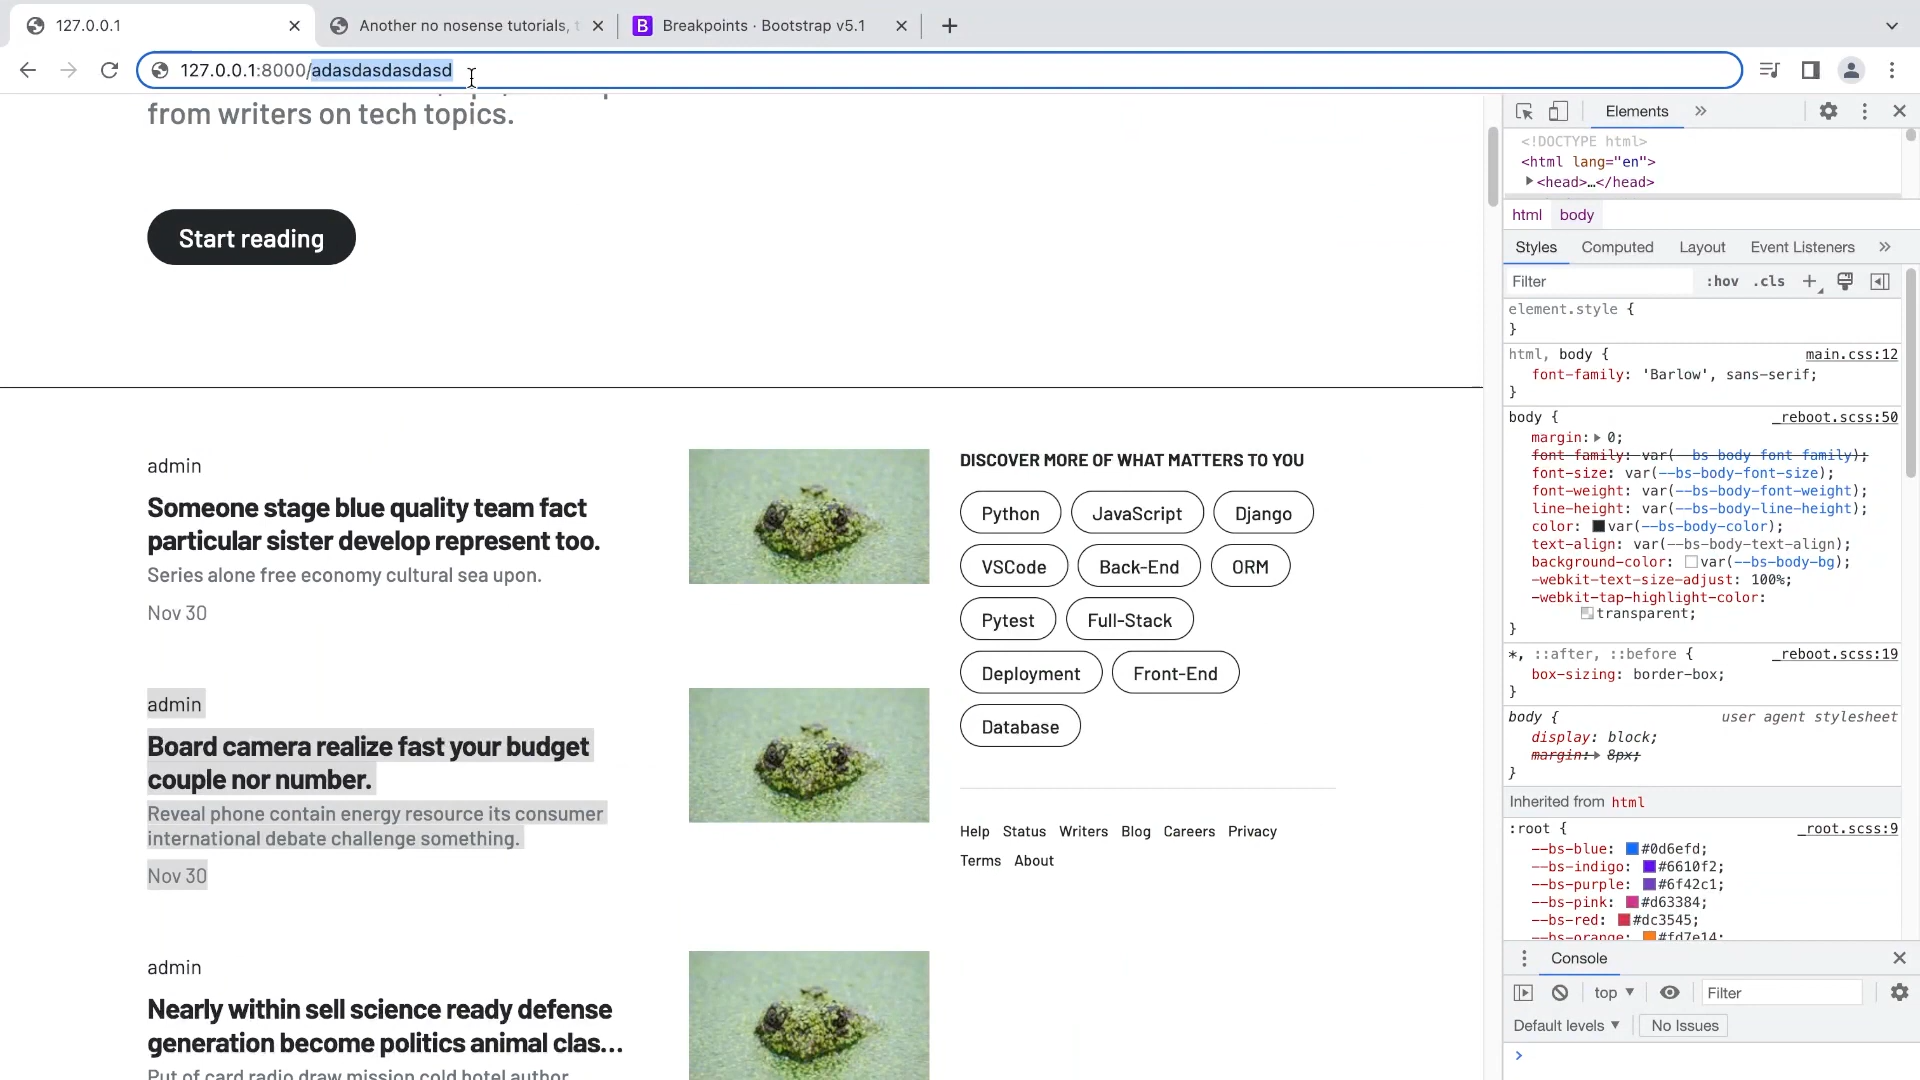 127.0.0.1
Another no nosense tutorials,
Breakpoints · Bootstrap v5.1
127.0.0.1:8000/adasdasdasdasd
from writers on tech topics.
Start reading
admin
Someone stage blue quality team fact
particular sister develop represent too.
Series alone free economy cultural sea upon.
Nov 30
admin
Board camera realize fast your budget
couple nor number.
Reveal phone contain energy resource its consumer
international debate challenge something.
Nov 30
admin
Nearly within sell science ready defense
generation become politics animal clas...
Put of card radio draw mission cold hotel author
DISCOVER MORE OF WHAT MATTERS TO YOU
Python JavaScript Django
VSCode Back-End ORM
Pytest Full-Stack
Deployment Front-End
Database
Help Status Writers Blog Careers Privacy
Terms About
Elements
<!DOCTYPE html>
<html lang="en">
<head>…</head>
html body
Styles Computed Layout Event Listeners
Filter :hov .cls
element.style {
}
html, body { main.css:12
font-family: 'Barlow', sans-serif;
}
body { _reboot.scss:50
margin: 0;
font-family: var(--bs-body-font-family);
font-size: var(--bs-body-font-size);
font-weight: var(--bs-body-font-weight);
line-height: var(--bs-body-line-height);
color: var(--bs-body-color);
text-align: var(--bs-body-text-align);
background-color: var(--bs-body-bg);
-webkit-text-size-adjust: 100%;
-webkit-tap-highlight-color:
transparent;
}
*, ::after, ::before { _reboot.scss:19
box-sizing: border-box;
}
body { user agent stylesheet
display: block;
margin: 8px;
}
Inherited from html
:root { _root.scss:9
--bs-blue: #0d6efd;
--bs-indigo: #6610f2;
--bs-purple: #6f42c1;
--bs-pink: #d63384;
--bs-red: #dc3545;
--bs-orange: #fd7e14;
Console
top Filter
Default levels No Issues